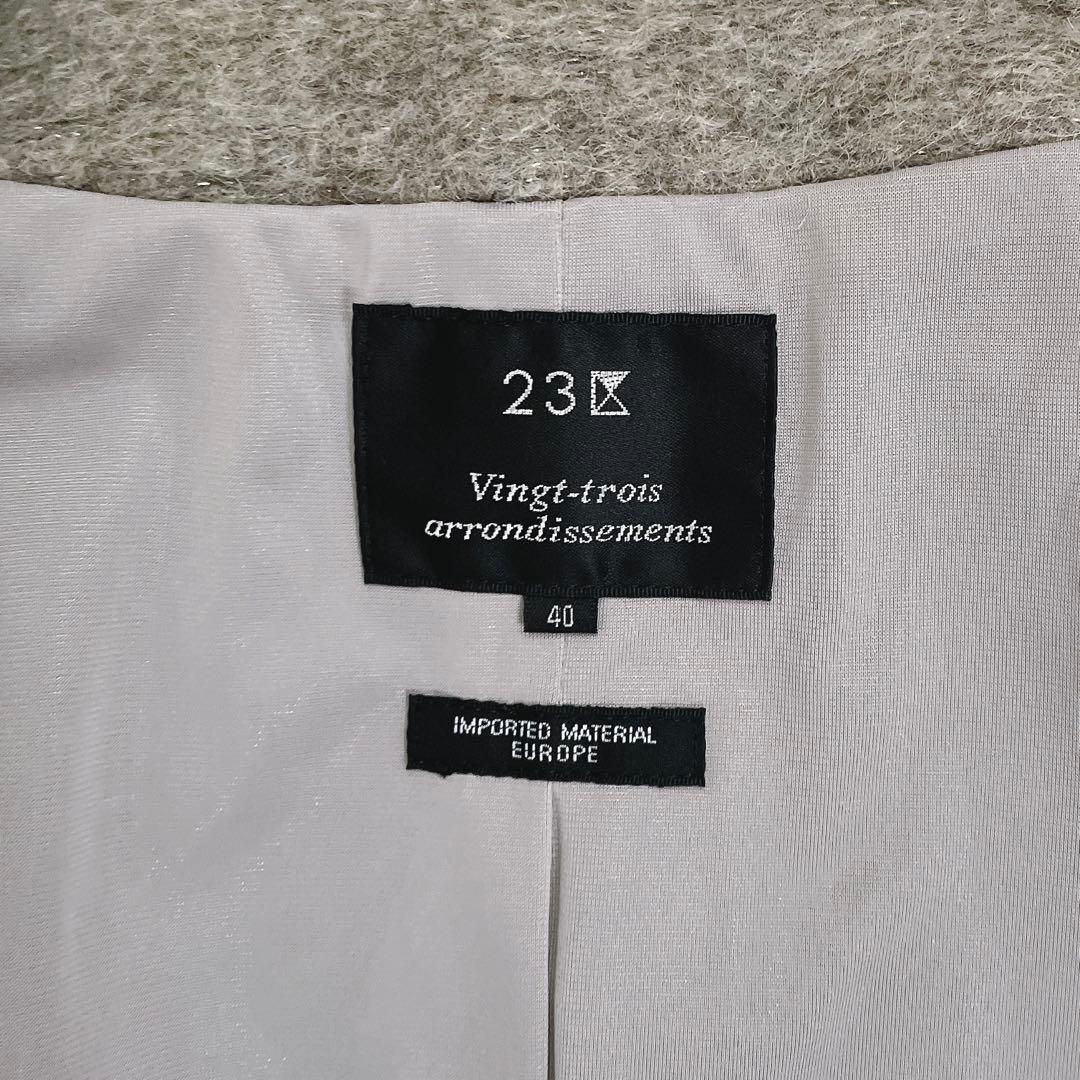 23区
Vingt-trois
arrondissements
40
IMPORTED MATERIAL
EUROPE